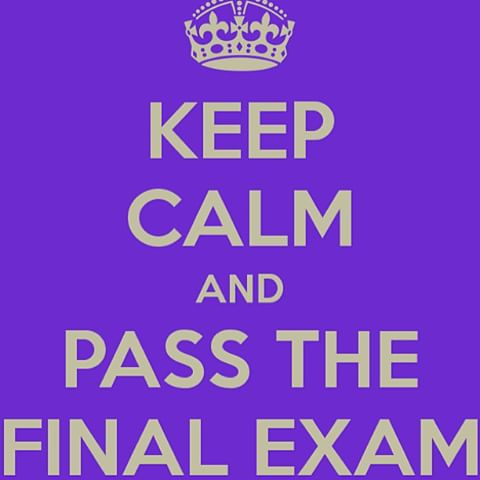 KEEP
CALM
AND
PASS THE
FINAL EXAM